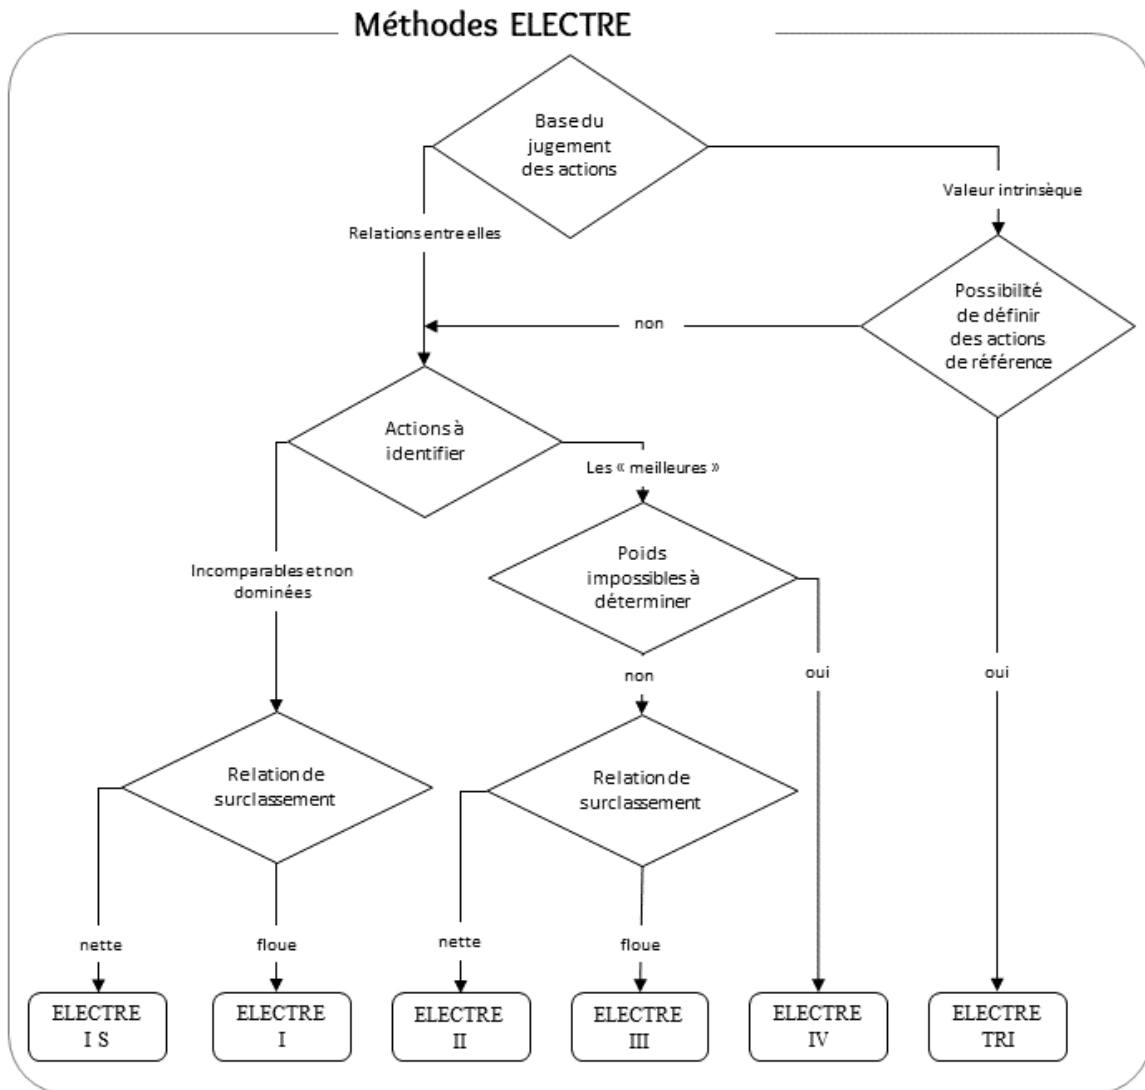 Méthodes ELECTRE
Base du
jugement
des actions
Valeur intrinsèque
Relations entre elles
Possibilité
de définir
des actions
de référence
non
Actions à
identifier
Les « meilleures »
Poids
impossibles à
déterminer
Incomparables et non
dominées
non
oui
oui
Relation de
surclassement
Relation de
surclassement
nette
floue
nette
floue
ELECTRE
I S
ELECTRE
I
ELECTRE
II
ELECTRE
III
ELECTRE
IV
ELECTRE
TRI